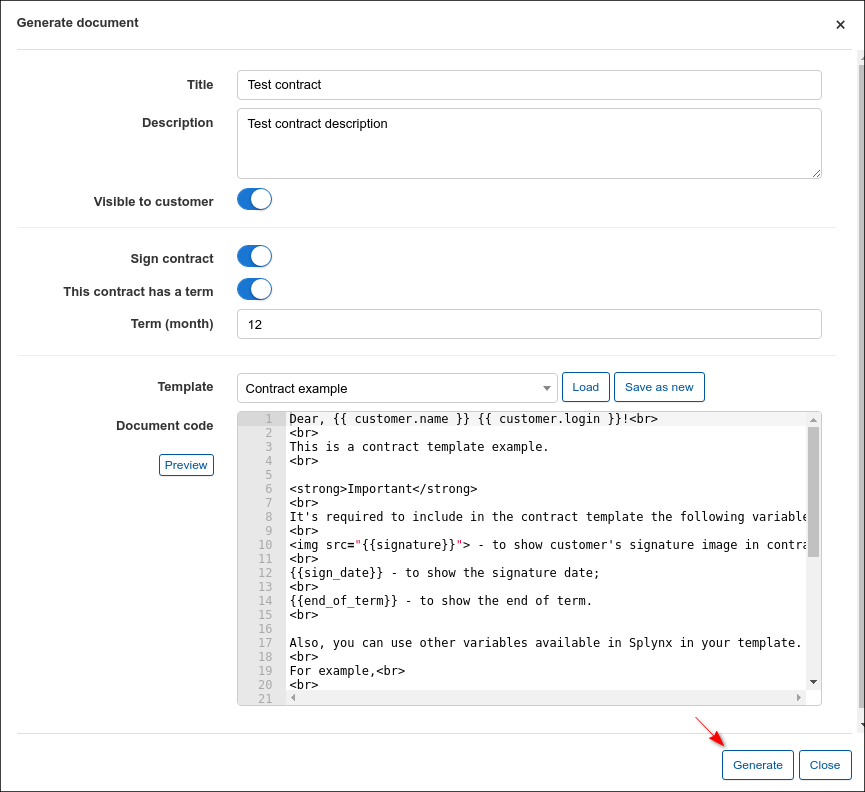 Generate document ×
Title Test contract
Description Test contract description
Visible to customer
Sign contract
This contract has a term
Term (month) 12
Template Contract example Load Save as new
Document code
Preview
1 Dear, {{ customer.name }} {{ customer.login }}!<br>
2 <br>
3 This is a contract template example.
4 <br>
5
6 <strong>Important</strong>
7 <br>
8 It's required to include in the contract template the following variable
9 <br>
10 <img src="{{signature}}"> - to show customer's signature image in contra
11 <br>
12 {{sign_date}} - to show the signature date;
13 <br>
14 {{end_of_term}} - to show the end of term.
15 <br>
16
17 Also, you can use other variables available in Splynx in your template.
18 <br>
19 For example,<br>
20 <br>
21
Generate Close